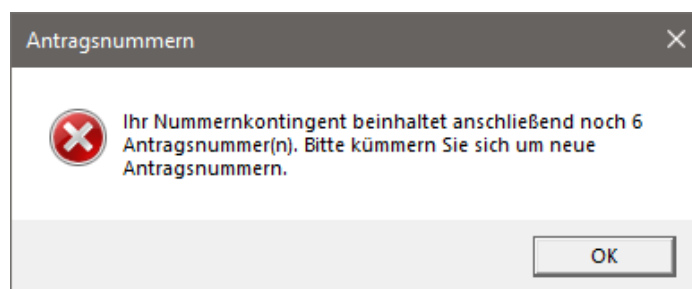 Antragsnummern
Ihr Nummernkontingent beinhaltet anschließend noch 6
Antragsnummer(n). Bitte kümmern Sie sich um neue
Antragsnummern.
OK